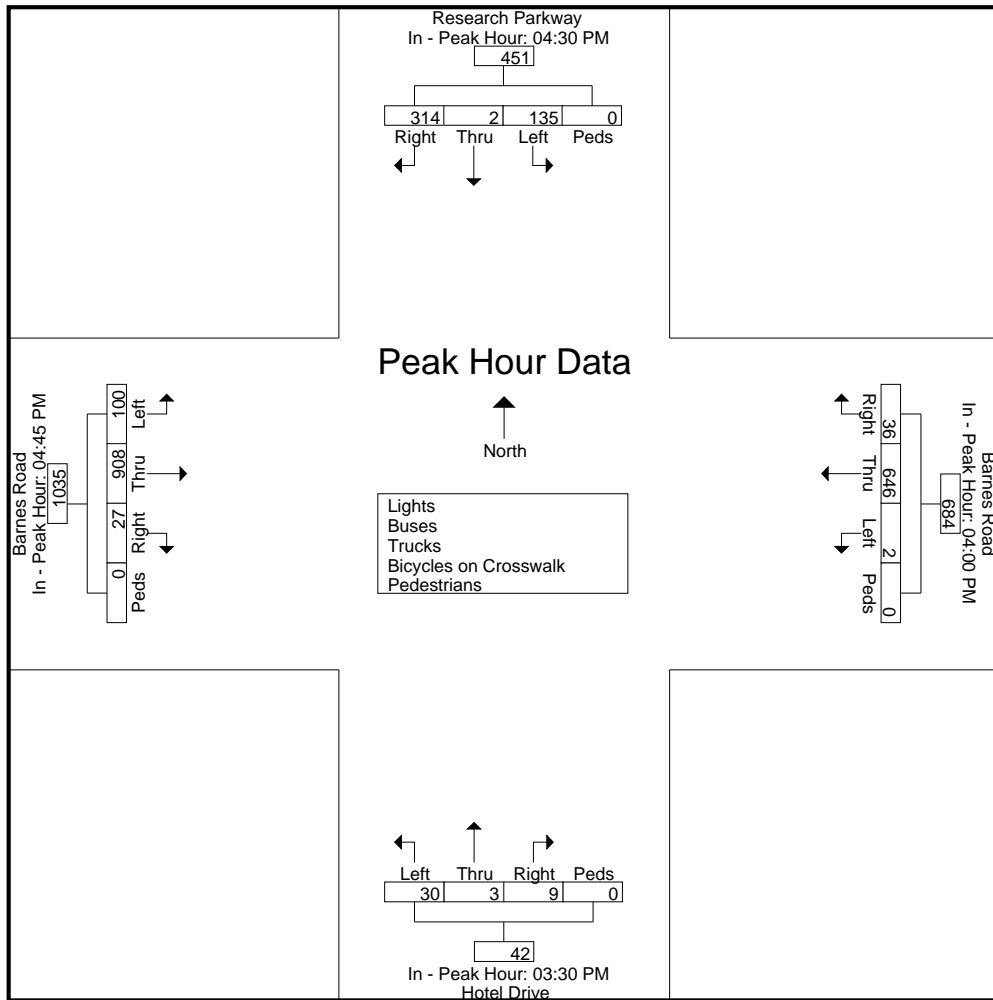 Research Parkway
In - Peak Hour: 04:30 PM
451
314 2 135 0
Right Thru Left Peds
Peak Hour Data
North
Barnes Road
In - Peak Hour: 04:45 PM
1035
100 908 27 0
Left Thru Right Peds
Lights
Buses
Trucks
Bicycles on Crosswalk
Pedestrians
Barnes Road
In - Peak Hour: 04:00 PM
684
36 646 2 0
Right Thru Left Peds
Left Thru Right Peds
30 3 9 0
42
In - Peak Hour: 03:30 PM
Hotel Drive